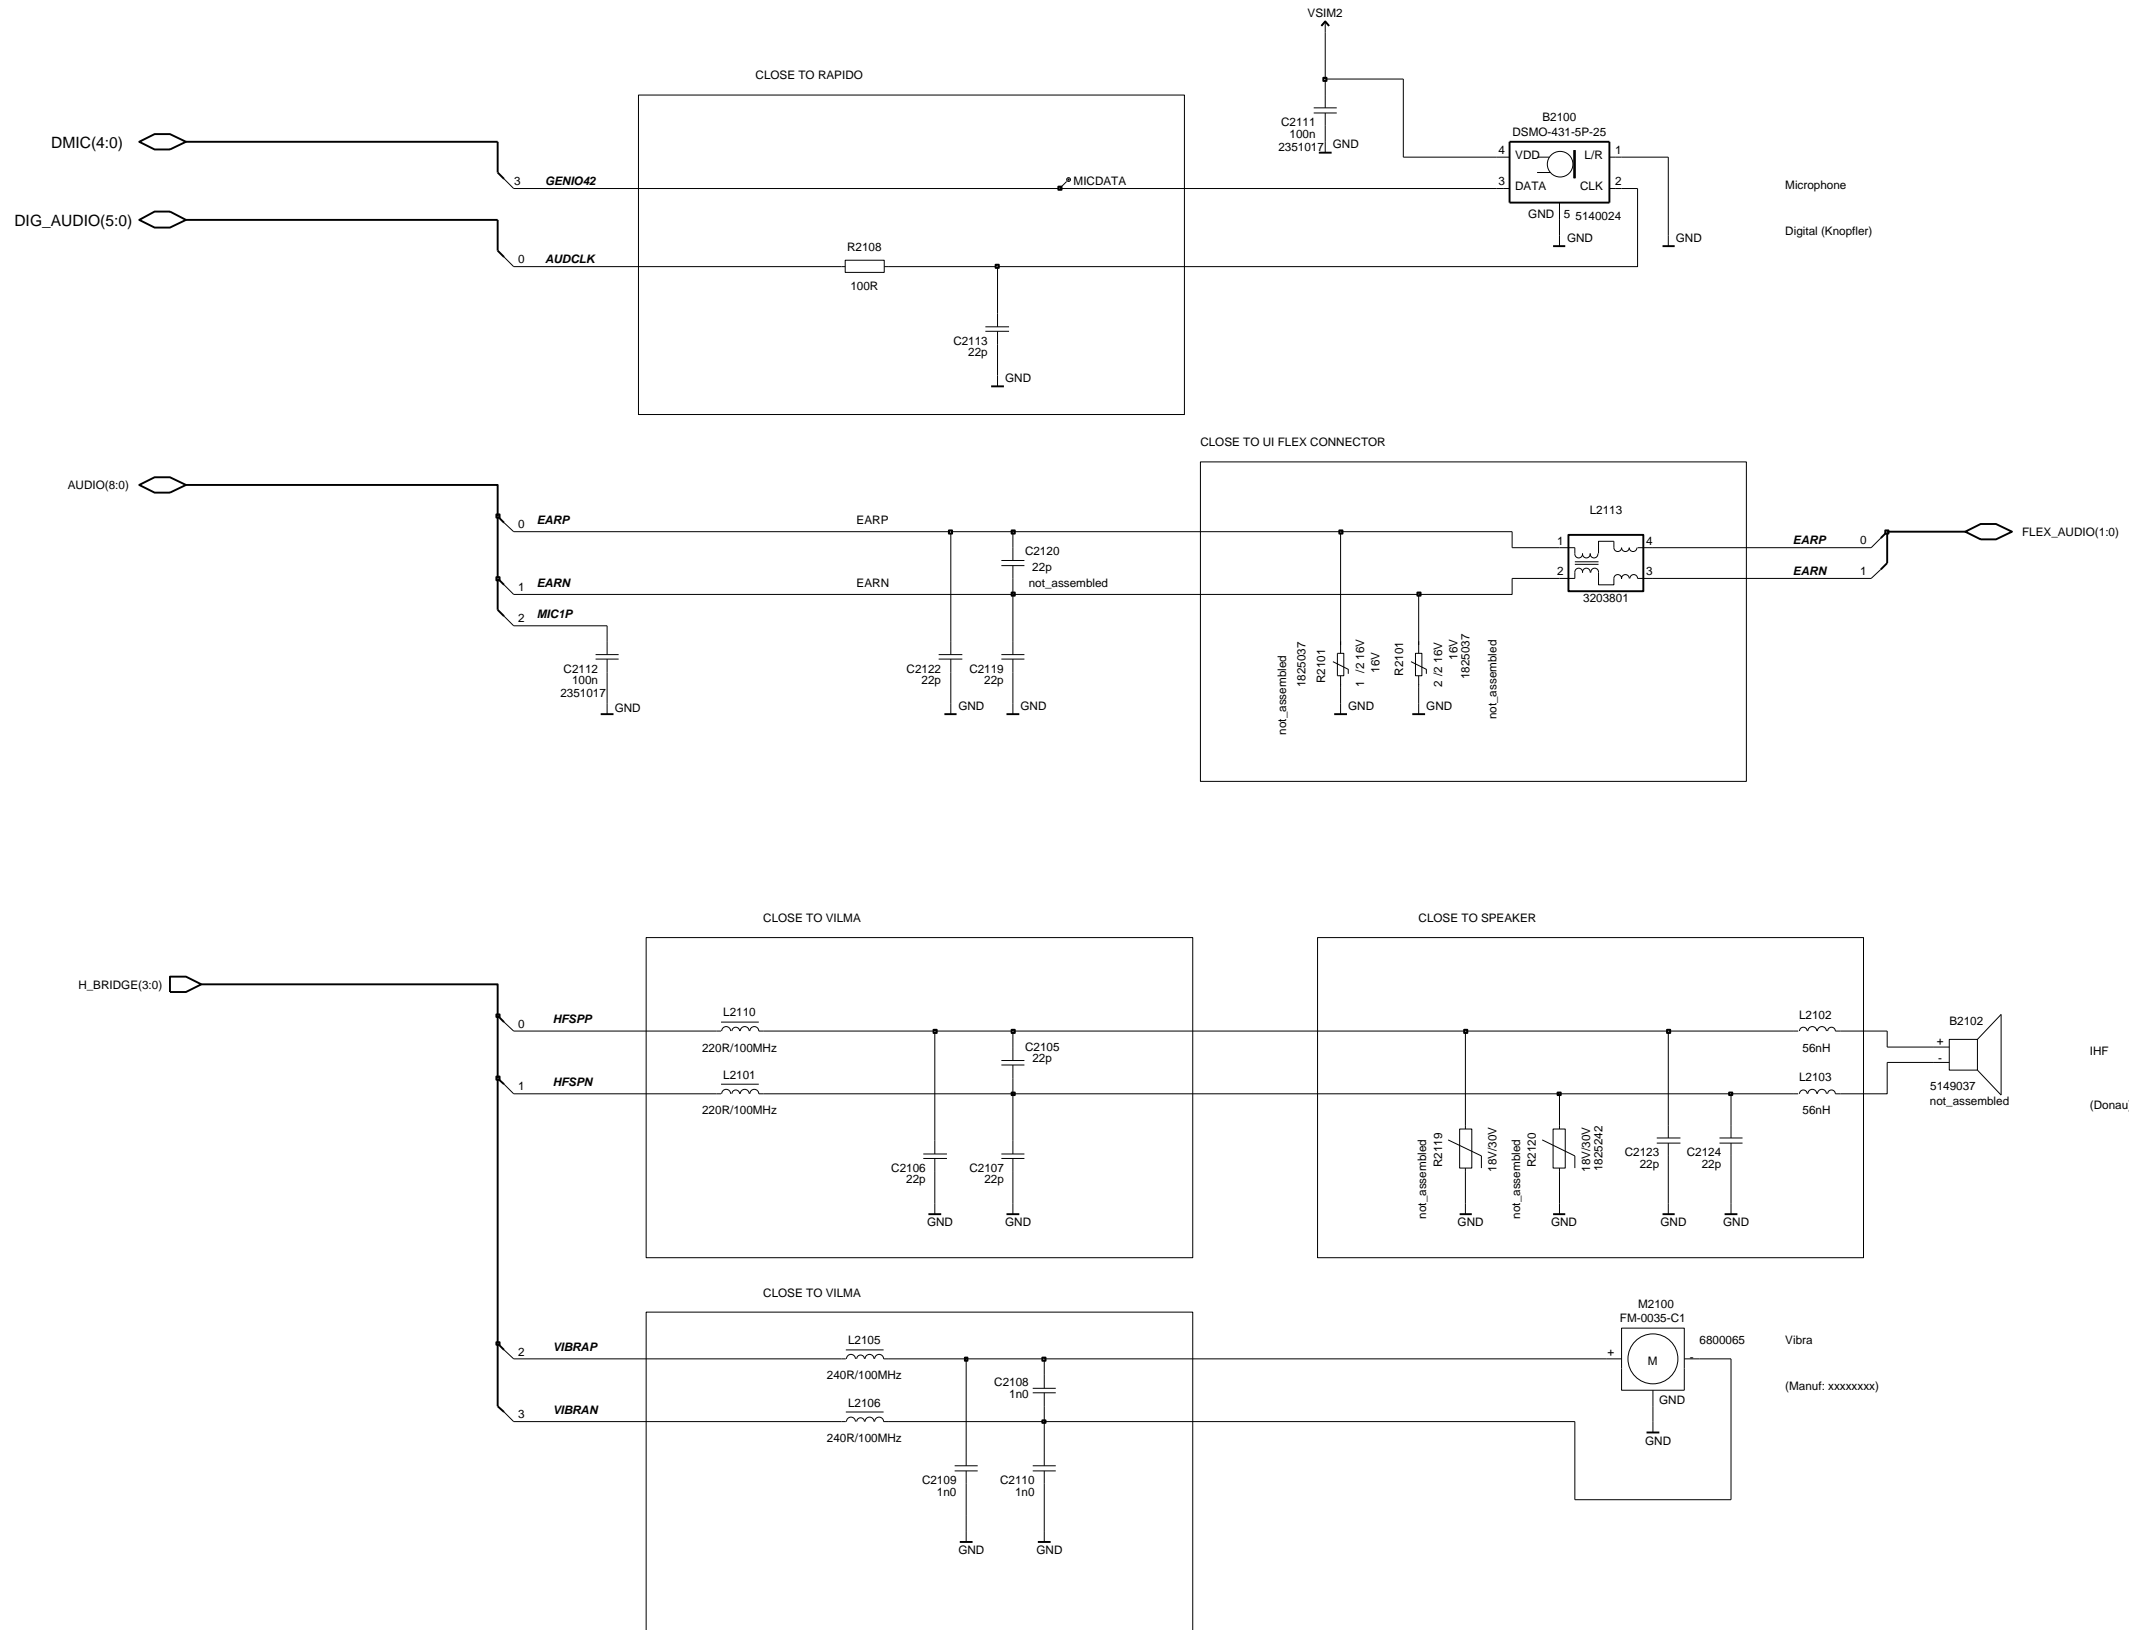 VSIM2
CLOSE TO RAPIDO
C2111
100n
2351017
GND
B2100
DSMO-431-5P-25
4
VDD
L/R
1
3
DATA
CLK
2
GND
5
5140024
GND
GND
Microphone
Digital (Knopfler)
DMIC(4:0)
3
GENIO42
MICDATA
DIG_AUDIO(5:0)
0
AUDCLK
R2108
100R
C2113
22p
GND
CLOSE TO UI FLEX CONNECTOR
AUDIO(8:0)
0
EARP
EARP
C2120
22p
not_assembled
1
EARN
EARN
2
MIC1P
C2112
100n
2351017
GND
C2122
22p
GND
C2119
22p
GND
not_assembled
1825037
R2101
1 /2 16V
16V
GND
R2101
2 /2 16V
16V
1825037
not_assembled
GND
L2113
1
4
2
3
3203801
EARP
0
EARN
1
FLEX_AUDIO(1:0)
CLOSE TO VILMA
CLOSE TO SPEAKER
H_BRIDGE(3:0)
0
HFSPP
L2110
220R/100MHz
1
HFSPN
L2101
220R/100MHz
C2105
22p
C2106
22p
GND
C2107
22p
GND
not_assembled
R2119
18V/30V
GND
not_assembled
R2120
18V/30V
1825242
GND
C2123
22p
GND
C2124
22p
GND
L2102
56nH
L2103
56nH
B2102
+
-
5149037
not_assembled
IHF
(Donau)
CLOSE TO VILMA
2
VIBRAP
L2105
240R/100MHz
3
VIBRAN
L2106
240R/100MHz
C2108
1n0
C2109
1n0
GND
C2110
1n0
GND
M2100
FM-0035-C1
6800065
+
M
-
GND
GND
Vibra
(Manuf: xxxxxxxx)